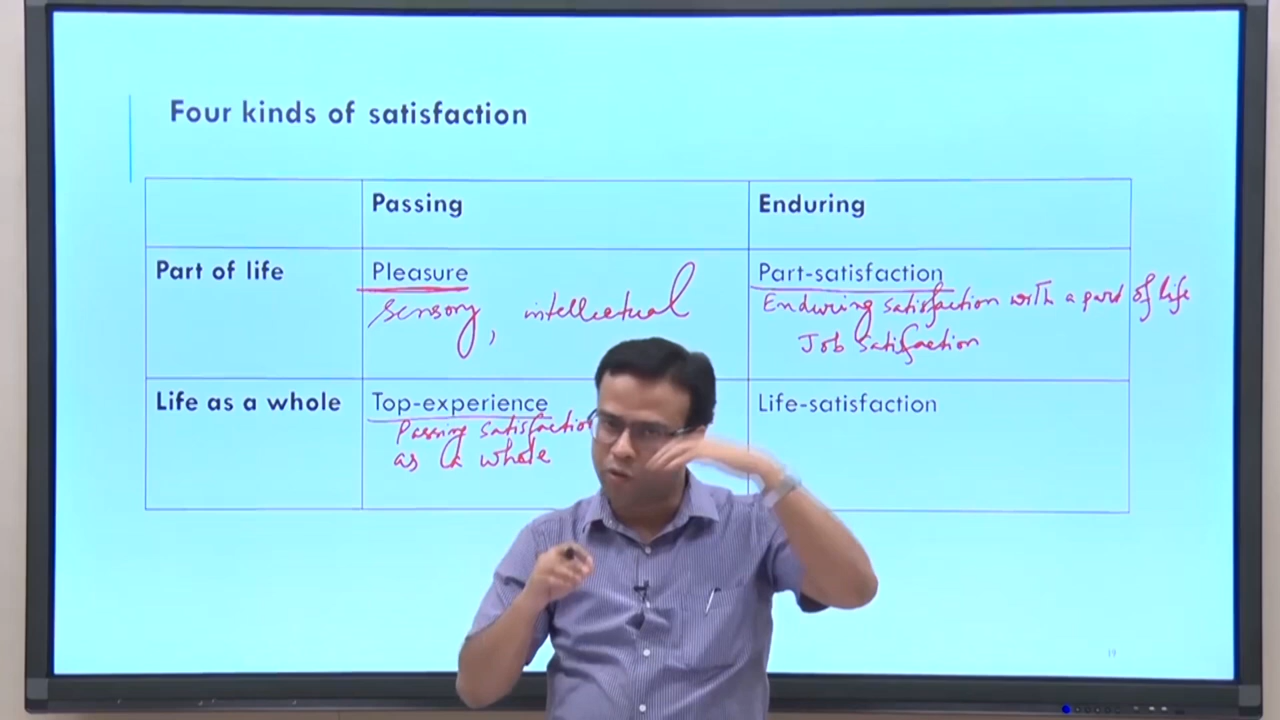 Four kinds of satisfaction
Passing Enduring
Part of life Pleasure Part-satisfaction
Sensory, intellectual Enduring satisfaction with a part of life
Job satisfaction
Life as a whole Top-experience Life-satisfaction
Passing satisfaction
as a whole
19